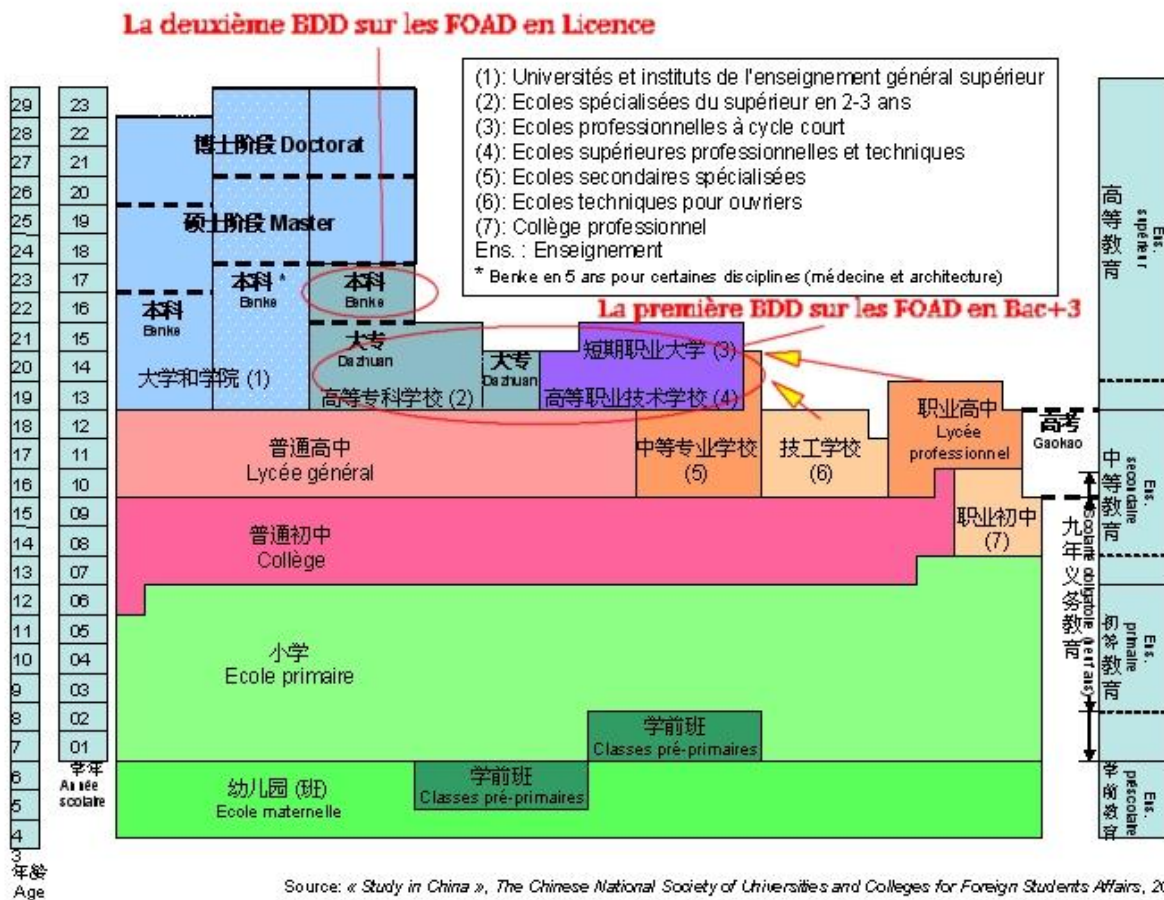 La deuxième BDD sur les FOAD en Licence
(1): Universités et instituts de l'enseignement général supérieur
(2): Ecoles spécialisées du supérieur en 2-3 ans
(3): Ecoles professionnelles à cycle court
(4): Ecoles supérieures professionnelles et techniques
(5): Ecoles secondaires spécialisées
(6): Ecoles techniques pour ouvriers
(7): Collège professionnel
Ens. : Enseignement
* Benke en 5 ans pour certaines disciplines (médecine et architecture)
La première BDD sur les FOAD en Bac+3
29 23
28 22
27 21
26 20
25 19
24 18
23 17
22 16
21 15
20 14
19 13
18 12
17 11
16 10
15 09
14 08
13 07
12 06
11 05
10 04
9 03
8 02
7 01
6
5
4
3
学年
Année
scolaire
年龄
Age
博士阶段 Doctorat
硕士阶段 Master
本科
Benke
本科 *
Benke
本科
Benke
大学和学院 (1)
大专
Dazhuan
高等专科学校 (2)
大专
Dazhuan
短期职业大学 (3)
高等职业技术学校 (4)
普通高中
Lycée général
中等专业学校
(5)
技工学校
(6)
职业高中
Lycée
professionnel
高考
Gaokao
普通初中
Collège
职业初中
(7)
小学
Ecole primaire
学前班
Classes pré-primaires
幼儿园 (班)
Ecole maternelle
学前班
Classes pré-primaires
九年义务教育
Scolarité obligatoire (neuf ans)
高等教育
Ens.
supérieur
中等教育
Ens.
secondaire
初等教育
Ens.
primaire
学前教育
Ens.
préscolaire
Source: « Study in China », The Chinese National Society of Universities and Colleges for Foreign Students Affairs, 20